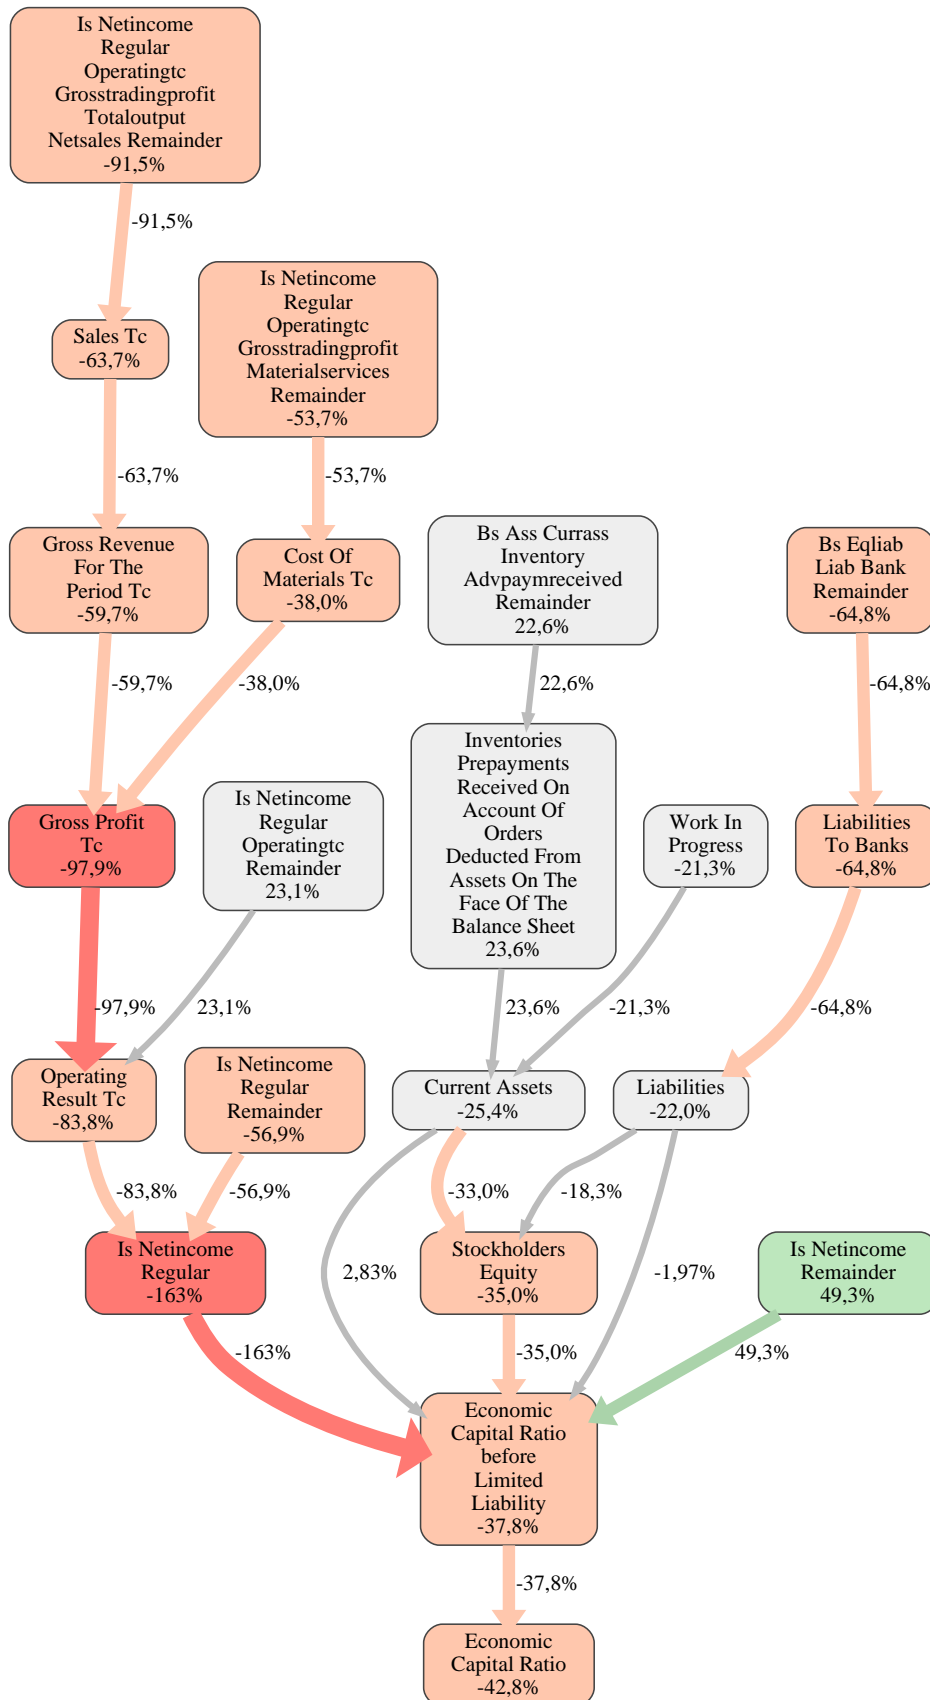 Is Netincome
Regular
Operatingtc
Grosstradingprofit
Totaloutput
Netsales Remainder
-91,5%
-91,5%
Sales Tc
-63,7%
Is Netincome
Regular
Operatingtc
Grosstradingprofit
Materialservices
Remainder
-53,7%
-63,7%
-53,7%
Gross Revenue
For The
Period Tc
-59,7%
Cost Of
Materials Tc
-38,0%
Bs Ass Currass
Inventory
Advpaymreceived
Remainder
22,6%
Bs Eqliab
Liab Bank
Remainder
-64,8%
-59,7%
-38,0%
22,6%
-64,8%
Gross Profit
Tc
-97,9%
Is Netincome
Regular
Operatingtc
Remainder
23,1%
Inventories
Prepayments
Received On
Account Of
Orders
Deducted From
Assets On The
Face Of The
Balance Sheet
23,6%
Work In
Progress
-21,3%
Liabilities
To Banks
-64,8%
-97,9%
23,1%
23,6%
-21,3%
-64,8%
Operating
Result Tc
-83,8%
Is Netincome
Regular
Remainder
-56,9%
Current Assets
-25,4%
Liabilities
-22,0%
-83,8%
-56,9%
-33,0%
-18,3%
Is Netincome
Regular
-163%
2,83%
Stockholders
Equity
-35,0%
-1,97%
Is Netincome
Remainder
49,3%
-163%
-35,0%
49,3%
Economic
Capital Ratio
before
Limited
Liability
-37,8%
-37,8%
Economic
Capital Ratio
-42,8%